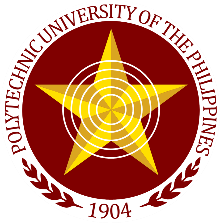 POLYTECHNIC UNIVERSITY OF THE PHILIPPINES
1904